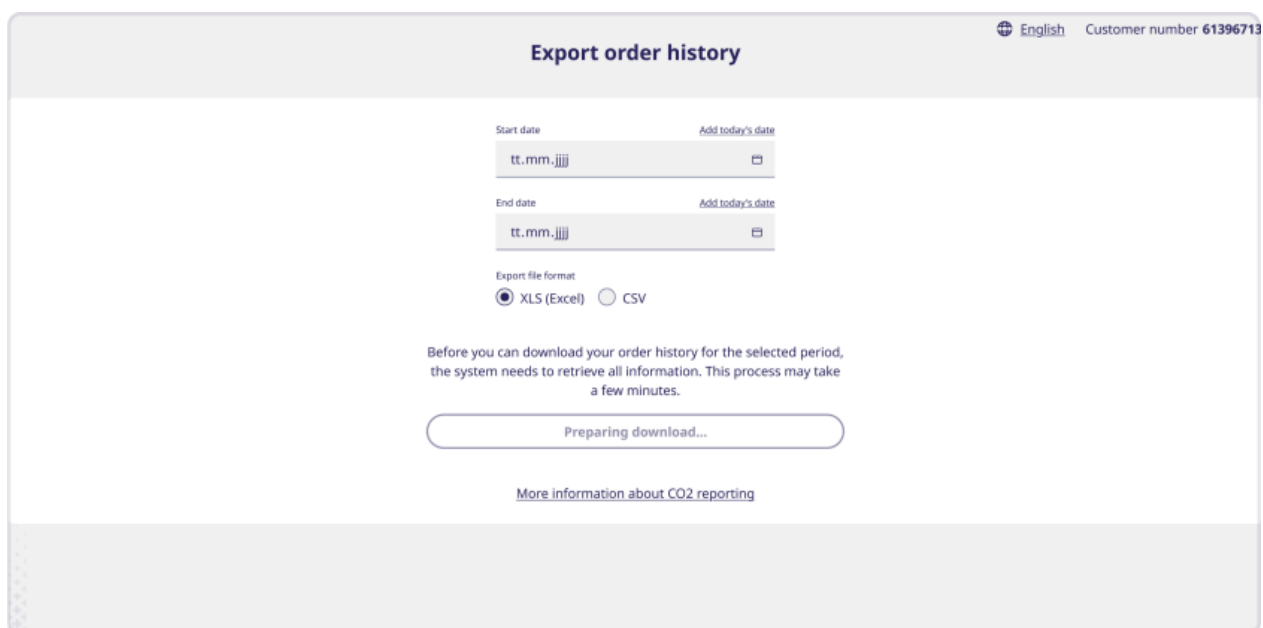 English Customer number 61396713
Export order history
Start date Add today's date
tt.mm.jjjj
End date Add today's date
tt.mm.jjjj
Export file format
XLS (Excel) CSV
Before you can download your order history for the selected period,
the system needs to retrieve all information. This process may take
a few minutes.
Preparing download...
More information about CO2 reporting